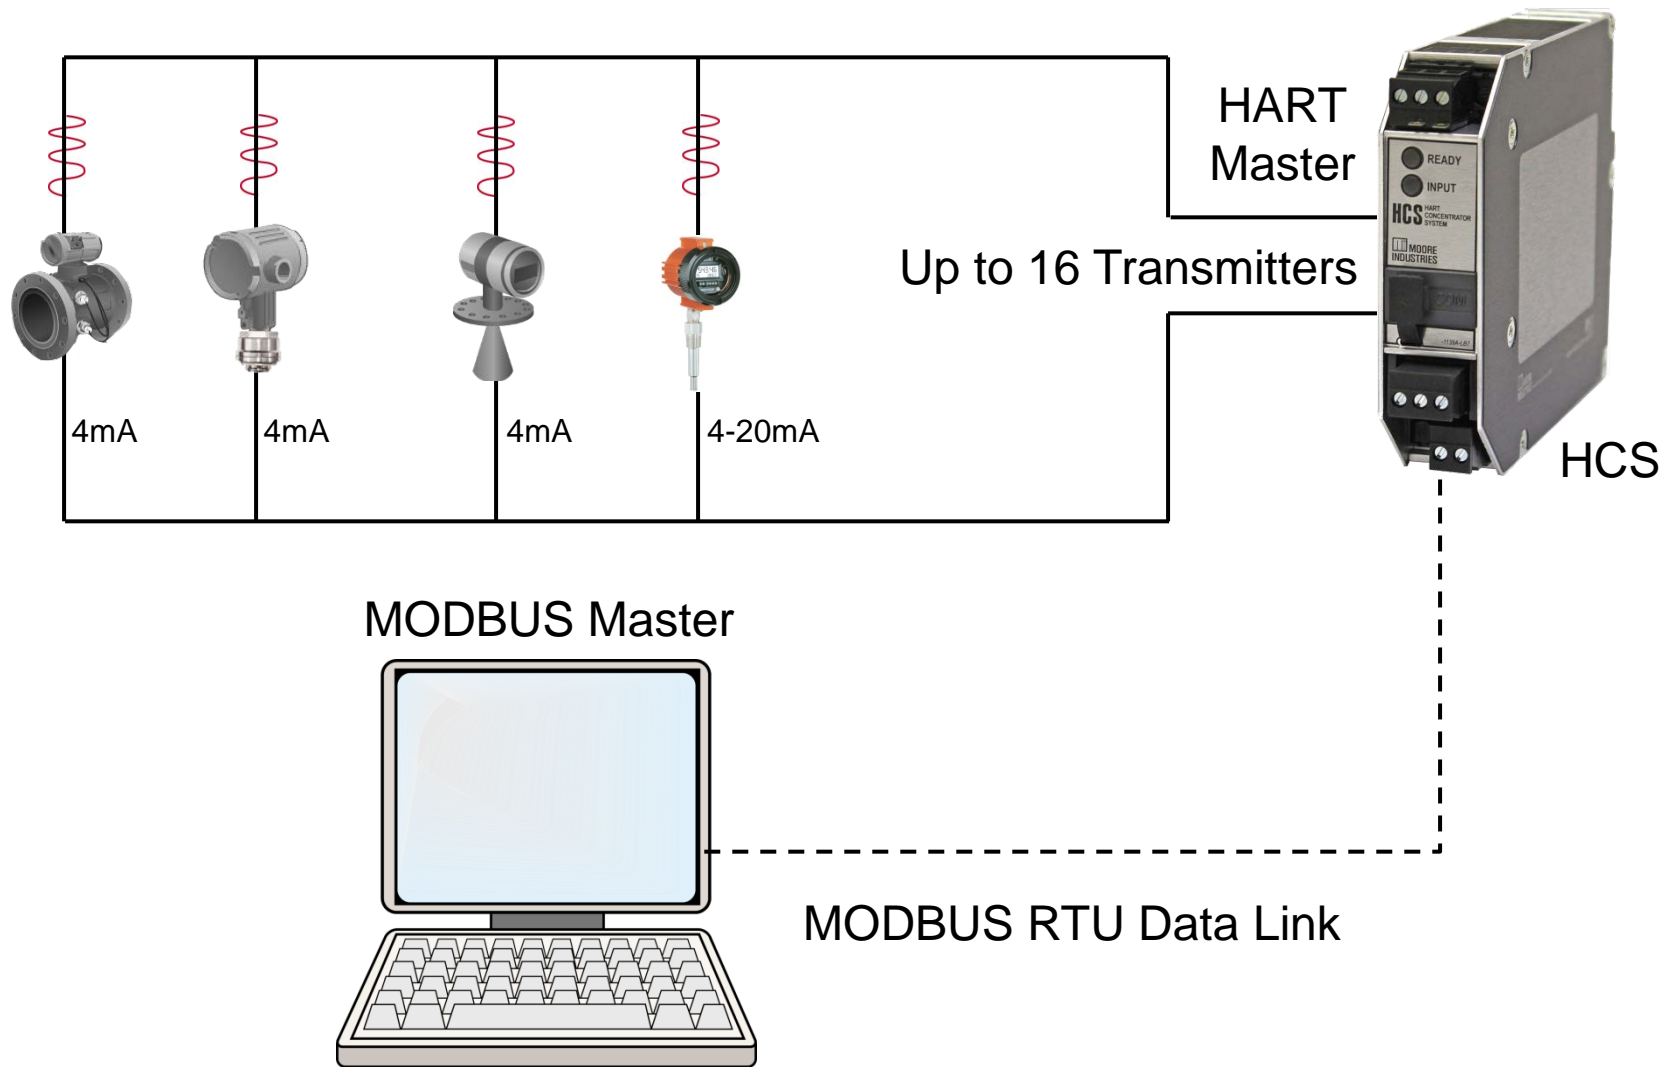 HART
Master
READY
INPUT
HCS HART
CONCENTRATOR
SYSTEM
MOORE
INDUSTRIES
Up to 16 Transmitters
4mA
4mA
4mA
4-20mA
HCS
MODBUS Master
MODBUS RTU Data Link